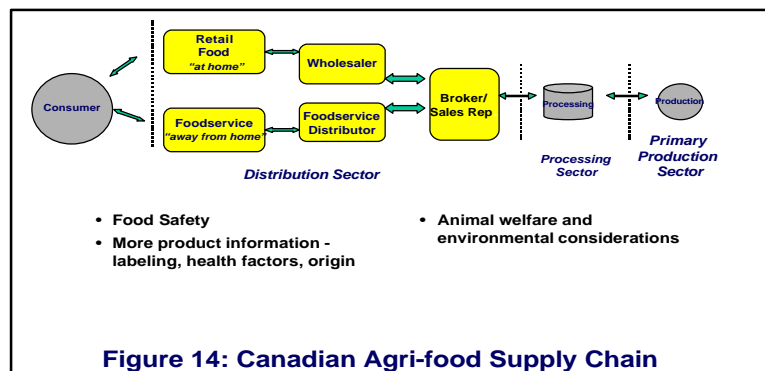 Retail
Food
"at home"
Wholesaler
Consumer
Broker/
Sales Rep
Processing
Production
Foodservice
"away from home"
Foodservice
Distributor
Primary
Production
Sector
Processing
Sector
Distribution Sector
• Food Safety
• More product information -
labeling, health factors, origin
• Animal welfare and
environmental considerations
Figure 14: Canadian Agri-food Supply Chain